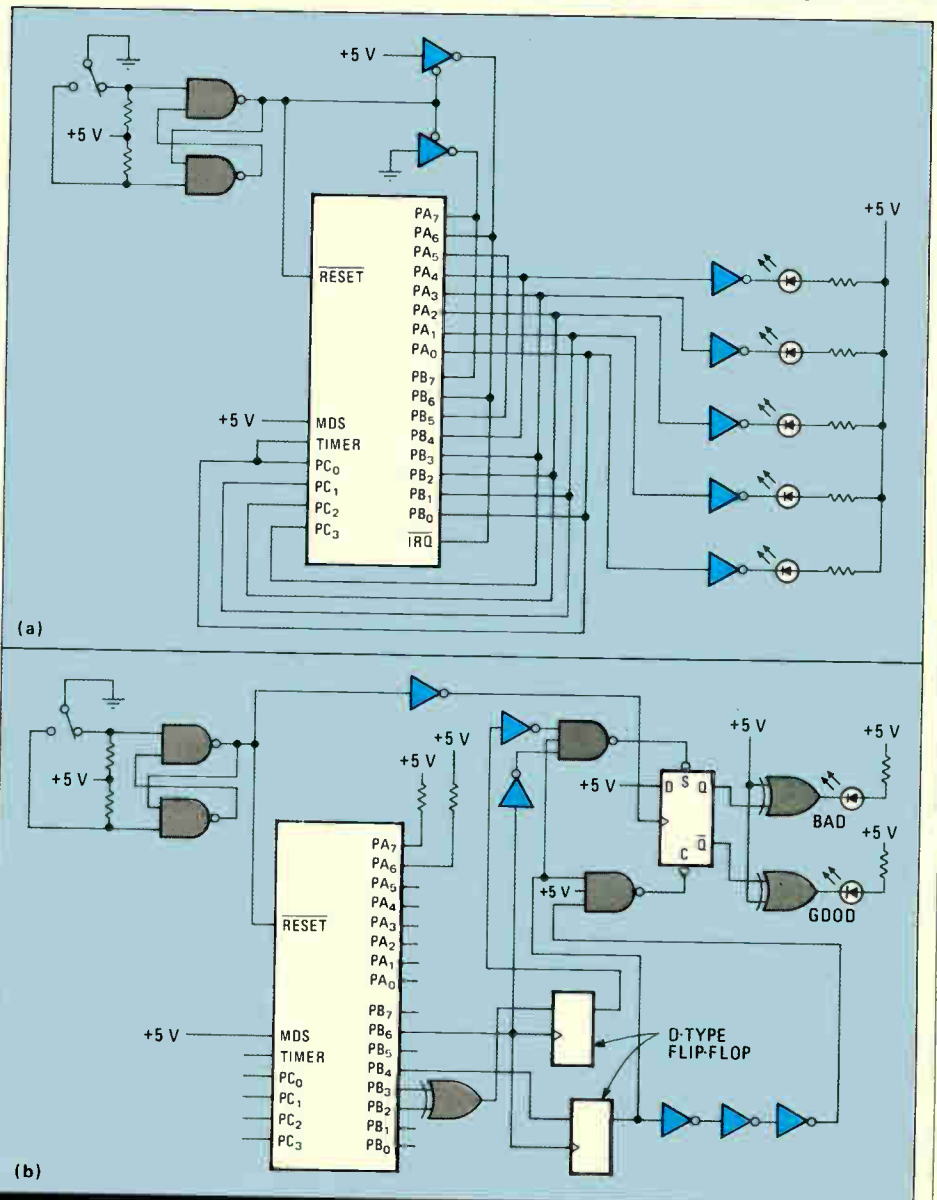 +5 V
+5 V
+5 V
RESET
MDS
TIMER
PC0
PC1
PC2
PC3
PA7
PA6
PA5
PA4
PA3
PA2
PA1
PA0
PB7
PB6
PB5
PB4
PB3
PB2
PB1
PB0
IRQ
+5 V
(a)
+5 V
+5 V
+5 V
+5 V
+5 V
+5 V
D S Q
C Q
+5 V
BAD
+5 V
GOOD
+5 V
RESET
MDS
TIMER
PC0
PC1
PC2
PC3
PA7
PA6
PA5
PA4
PA3
PA2
PA1
PA0
PB7
PB6
PB5
PB4
PB3
PB2
PB1
PB0
D-TYPE
FLIP-FLOP
(b)